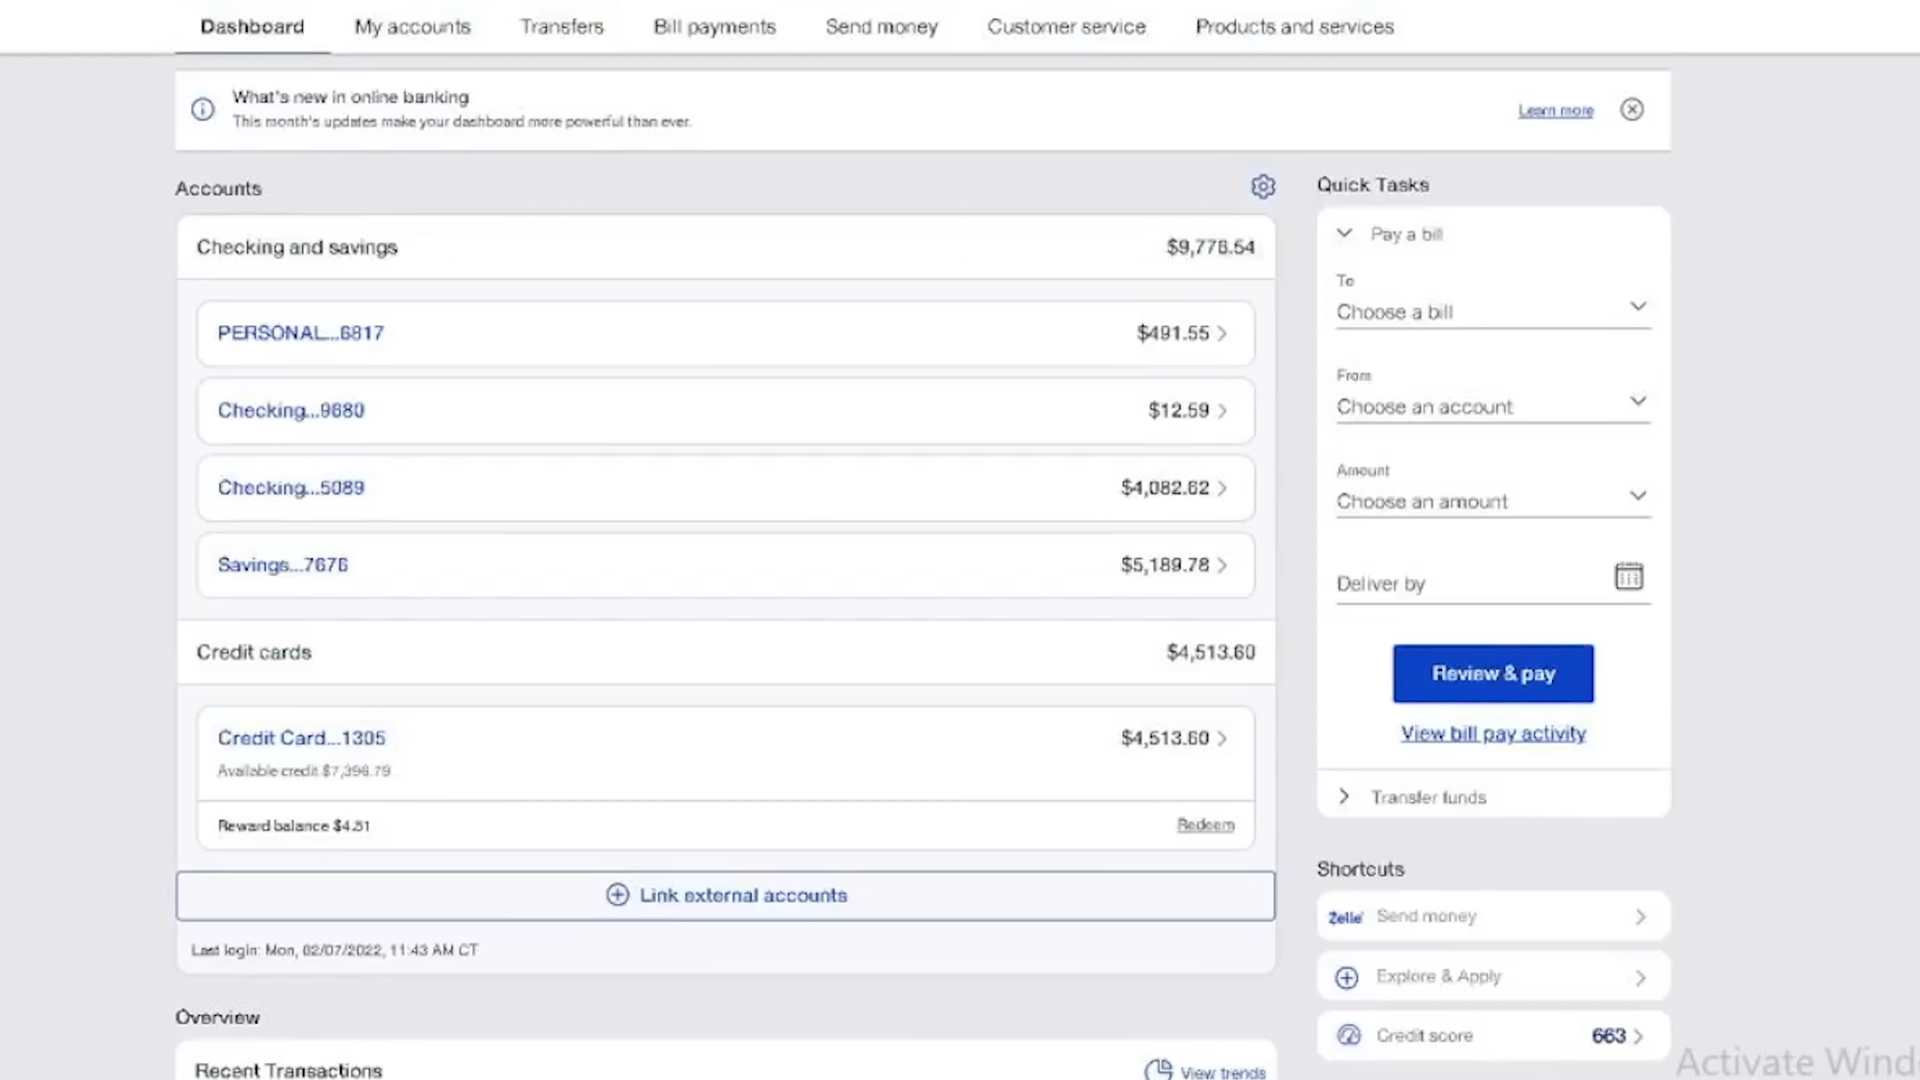 Dashboard
My accounts
Transfers
Bill payments
Send money
Customer service
Products and services
What's new in online banking
This month's updates make your dashboard more powerful than ever.
Learn more
Accounts
Checking and savings
$9,776.54
PERSONAL...6817
$491.55
Checking...9680
$12.59
Checking...5089
$4,082.62
Savings...7676
$5,189.78
Credit cards
$4,513.60
Credit Card...1305
$4,513.60
Available credit $7,396.79
Reward balance $4.81
Redeem
Link external accounts
Last login: Mon, 02/07/2022, 11:43 AM CT
Overview
Recent Transactions
View trends
Quick Tasks
Pay a bill
To
Choose a bill
From
Choose an account
Amount
Choose an amount
Deliver by
Review & pay
View bill pay activity
Transfer funds
Shortcuts
Zelle
Send money
Explore & Apply
Credit score
663
Activate Wind